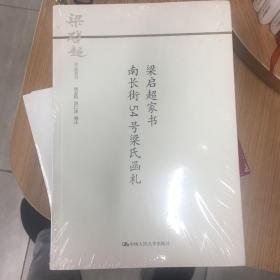 梁启超家书
南长街54号梁氏函札
梁启超
中国人民大学出版社